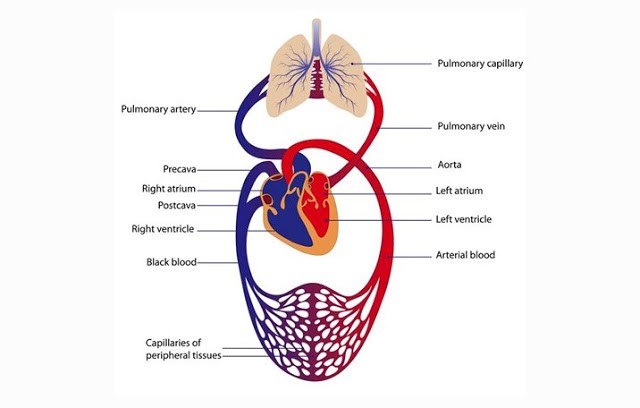 Pulmonary capillary
Pulmonary artery
Pulmonary vein
Precava
Aorta
Right atrium
Left atrium
Postcava
Left ventricle
Right ventricle
Black blood
Arterial blood
Capillaries of
peripheral tissues